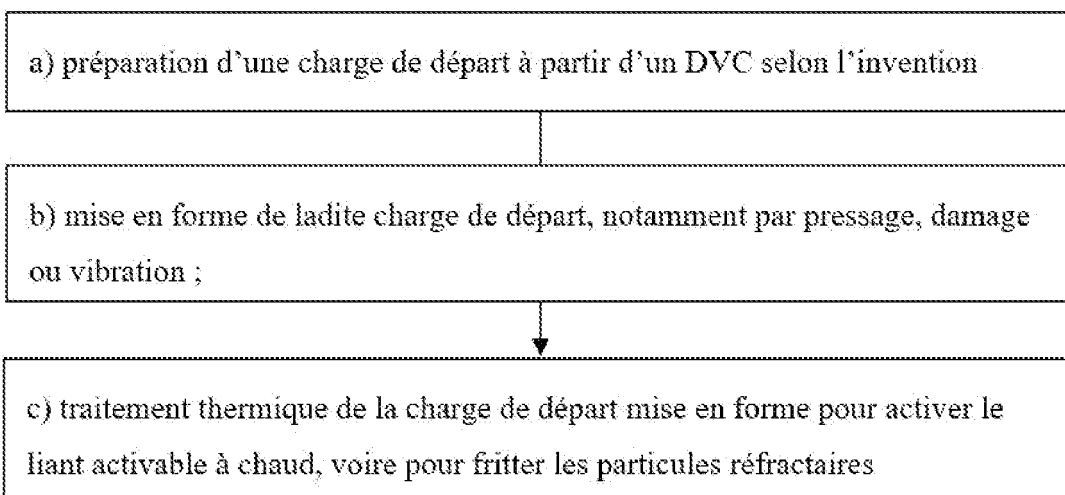 a) préparation d’une charge de départ à partir d’un DVC selon l’invention
b) mise en forme de ladite charge de départ, notamment par pressage, damage
ou vibration ;
c) traitement thermique de la charge de départ mise en forme pour activer le
liant activable à chaud, voire pour fritter les particules réfractaires